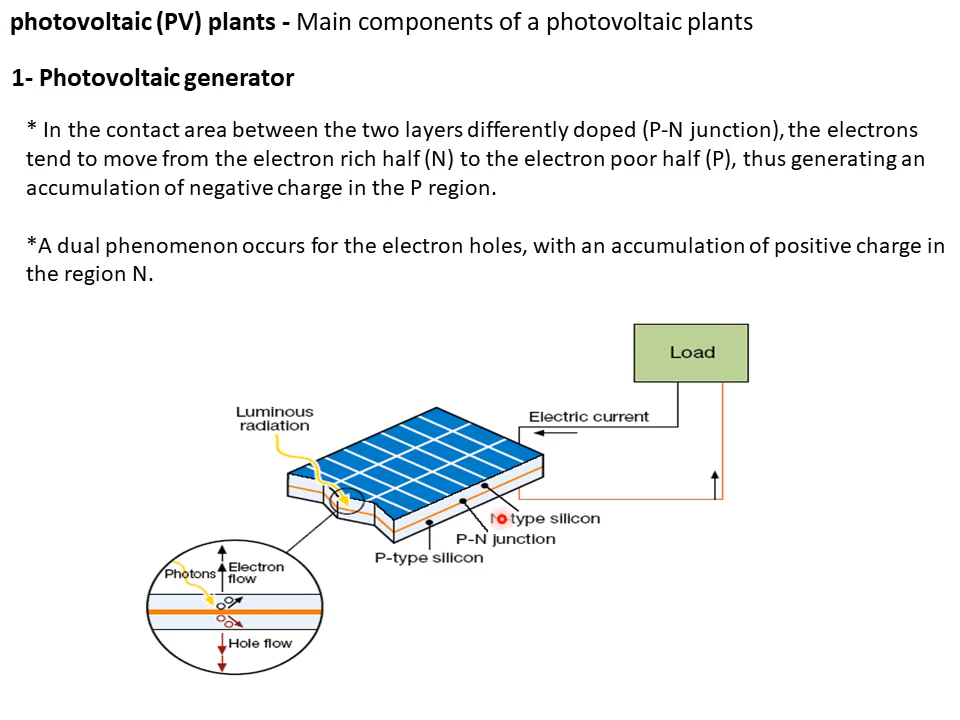 photovoltaic (PV) plants - Main components of a photovoltaic plants
1- Photovoltaic generator
* In the contact area between the two layers differently doped (P-N junction), the electrons
tend to move from the electron rich half (N) to the electron poor half (P), thus generating an
accumulation of negative charge in the P region.
*A dual phenomenon occurs for the electron holes, with an accumulation of positive charge in
the region N.
Load
Luminous
radiation
Electric current
N-type silicon
P-N junction
P-type silicon
Photons
Electron
flow
Hole flow